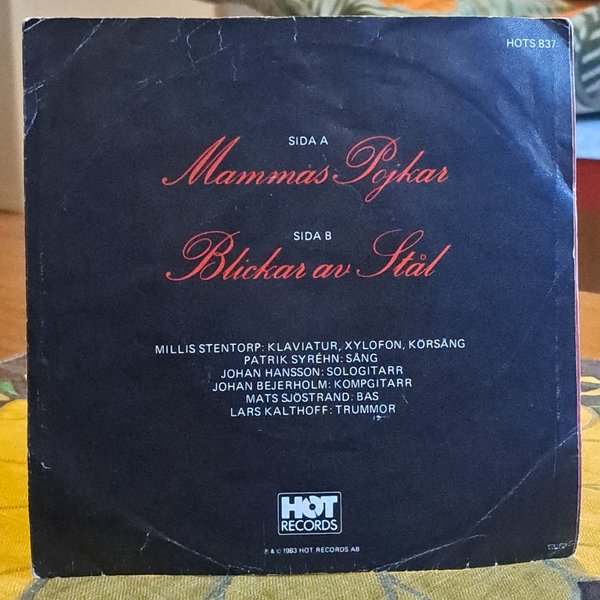 HOTS 837
SIDA A
Mammas Pojkar
SIDA B
Blickar av Stål
MILLIS STENTORP: KLAVIATUR, XYLOFON, KÖRSÅNG
PATRIK SYRÉHN: SÅNG
JOHAN HANSSON: SOLOGITARR
JOHAN BEJERHOLM: KOMPGITARR
MATS SJÖSTRAND: BAS
LARS KALTHOFF: TRUMMOR
HOT
RECORDS
℗ & © 1983 HOT RECORDS AB